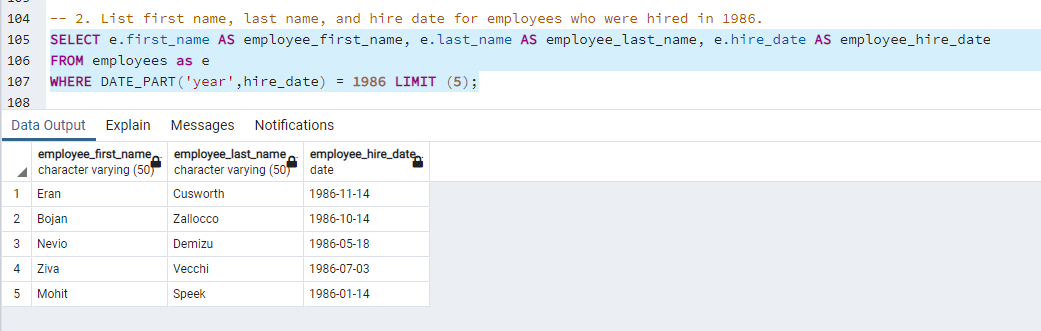 104 -- 2. List first name, last name, and hire date for employees who were hired in 1986.
105 SELECT e.first_name AS employee_first_name, e.last_name AS employee_last_name, e.hire_date AS employee_hire_date
106 FROM employees as e
107 WHERE DATE_PART('year',hire_date) = 1986 LIMIT (5);
108
Data Output Explain Messages Notifications
employee_first_name employee_last_name employee_hire_date
character varying (50) character varying (50) date
1 Eran Cusworth 1986-11-14
2 Bojan Zallocco 1986-10-14
3 Nevio Demizu 1986-05-18
4 Ziva Vecchi 1986-07-03
5 Mohit Speek 1986-01-14